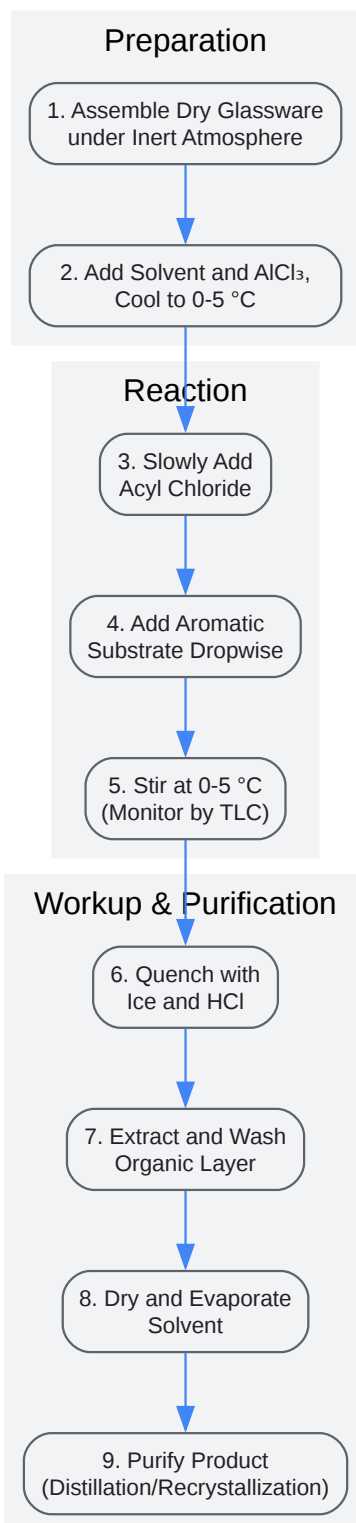 Preparation
1. Assemble Dry Glassware
under Inert Atmosphere
2. Add Solvent and AlCl₃,
Cool to 0-5 °C
Reaction
3. Slowly Add
Acyl Chloride
4. Add Aromatic
Substrate Dropwise
5. Stir at 0-5 °C
(Monitor by TLC)
Workup & Purification
6. Quench with
Ice and HCl
7. Extract and Wash
Organic Layer
8. Dry and Evaporate
Solvent
9. Purify Product
(Distillation/Recrystallization)